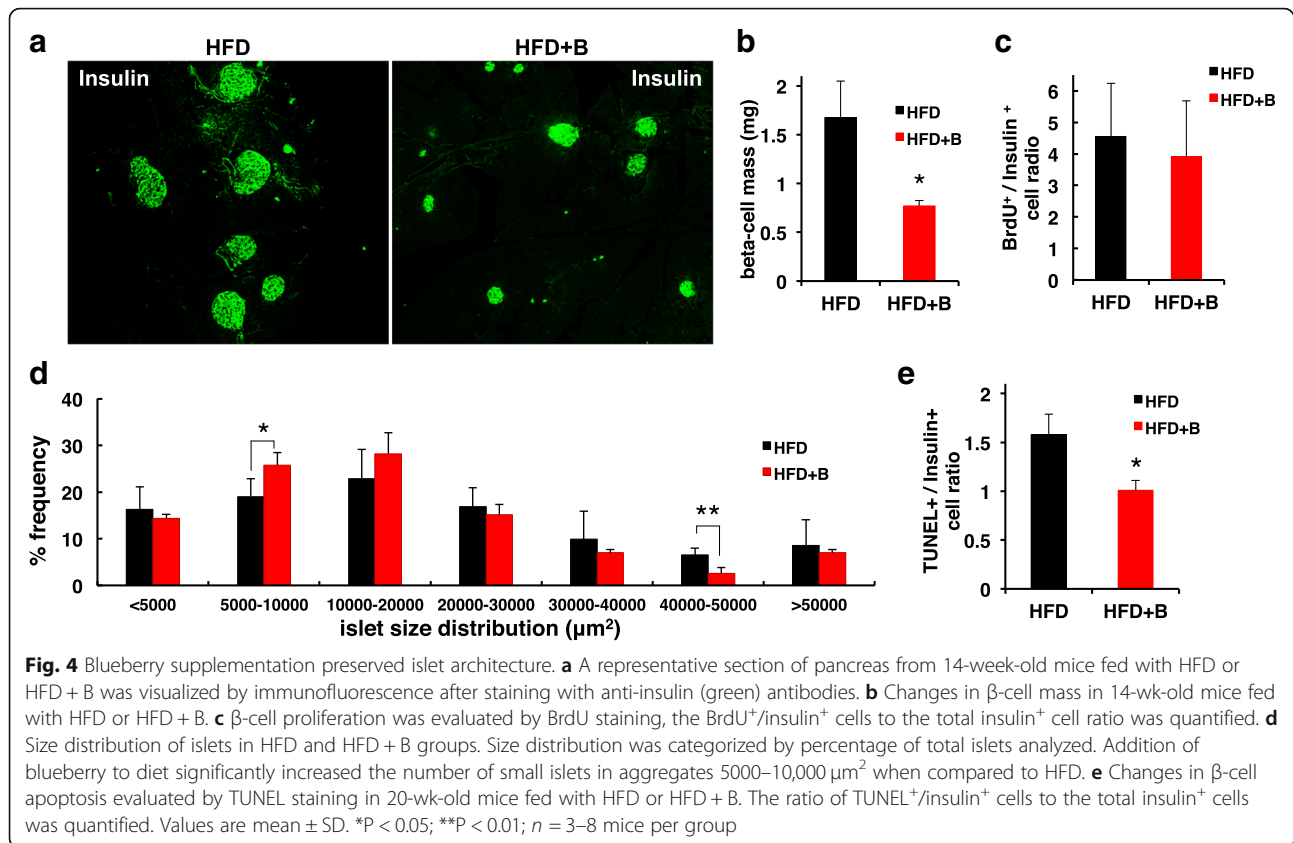 a
HFD
HFD+B
Insulin
Insulin
b
beta-cell mass (mg)
2
1.5
1
0.5
0
HFD
HFD+B
*
HFD
HFD+B
c
BrdU⁺ / Insulin ⁺
cell radio
6
5
4
3
2
1
0
HFD
HFD+B
HFD
HFD+B
d
% frequency
40
30
20
10
0
*
**
HFD
HFD+B
<5000
5000-10000
10000-20000
20000-30000
30000-40000
40000-50000
>50000
islet size distribution (µm²)
e
TUNEL+ / Insulin+
cell ratio
2
1.5
1
0.5
0
HFD
HFD+B
*
HFD
HFD+B
Fig. 4 Blueberry supplementation preserved islet architecture. a A representative section of pancreas from 14-week-old mice fed with HFD or
HFD + B was visualized by immunofluorescence after staining with anti-insulin (green) antibodies. b Changes in β-cell mass in 14-wk-old mice fed
with HFD or HFD + B. c β-cell proliferation was evaluated by BrdU staining, the BrdU⁺/insulin⁺ cells to the total insulin⁺ cell ratio was quantified. d
Size distribution of islets in HFD and HFD + B groups. Size distribution was categorized by percentage of total islets analyzed. Addition of
blueberry to diet significantly increased the number of small islets in aggregates 5000–10,000 µm² when compared to HFD. e Changes in β-cell
apoptosis evaluated by TUNEL staining in 20-wk-old mice fed with HFD or HFD + B. The ratio of TUNEL⁺/insulin⁺ cells to the total insulin⁺ cells
was quantified. Values are mean ± SD. *P < 0.05; **P < 0.01; n = 3–8 mice per group